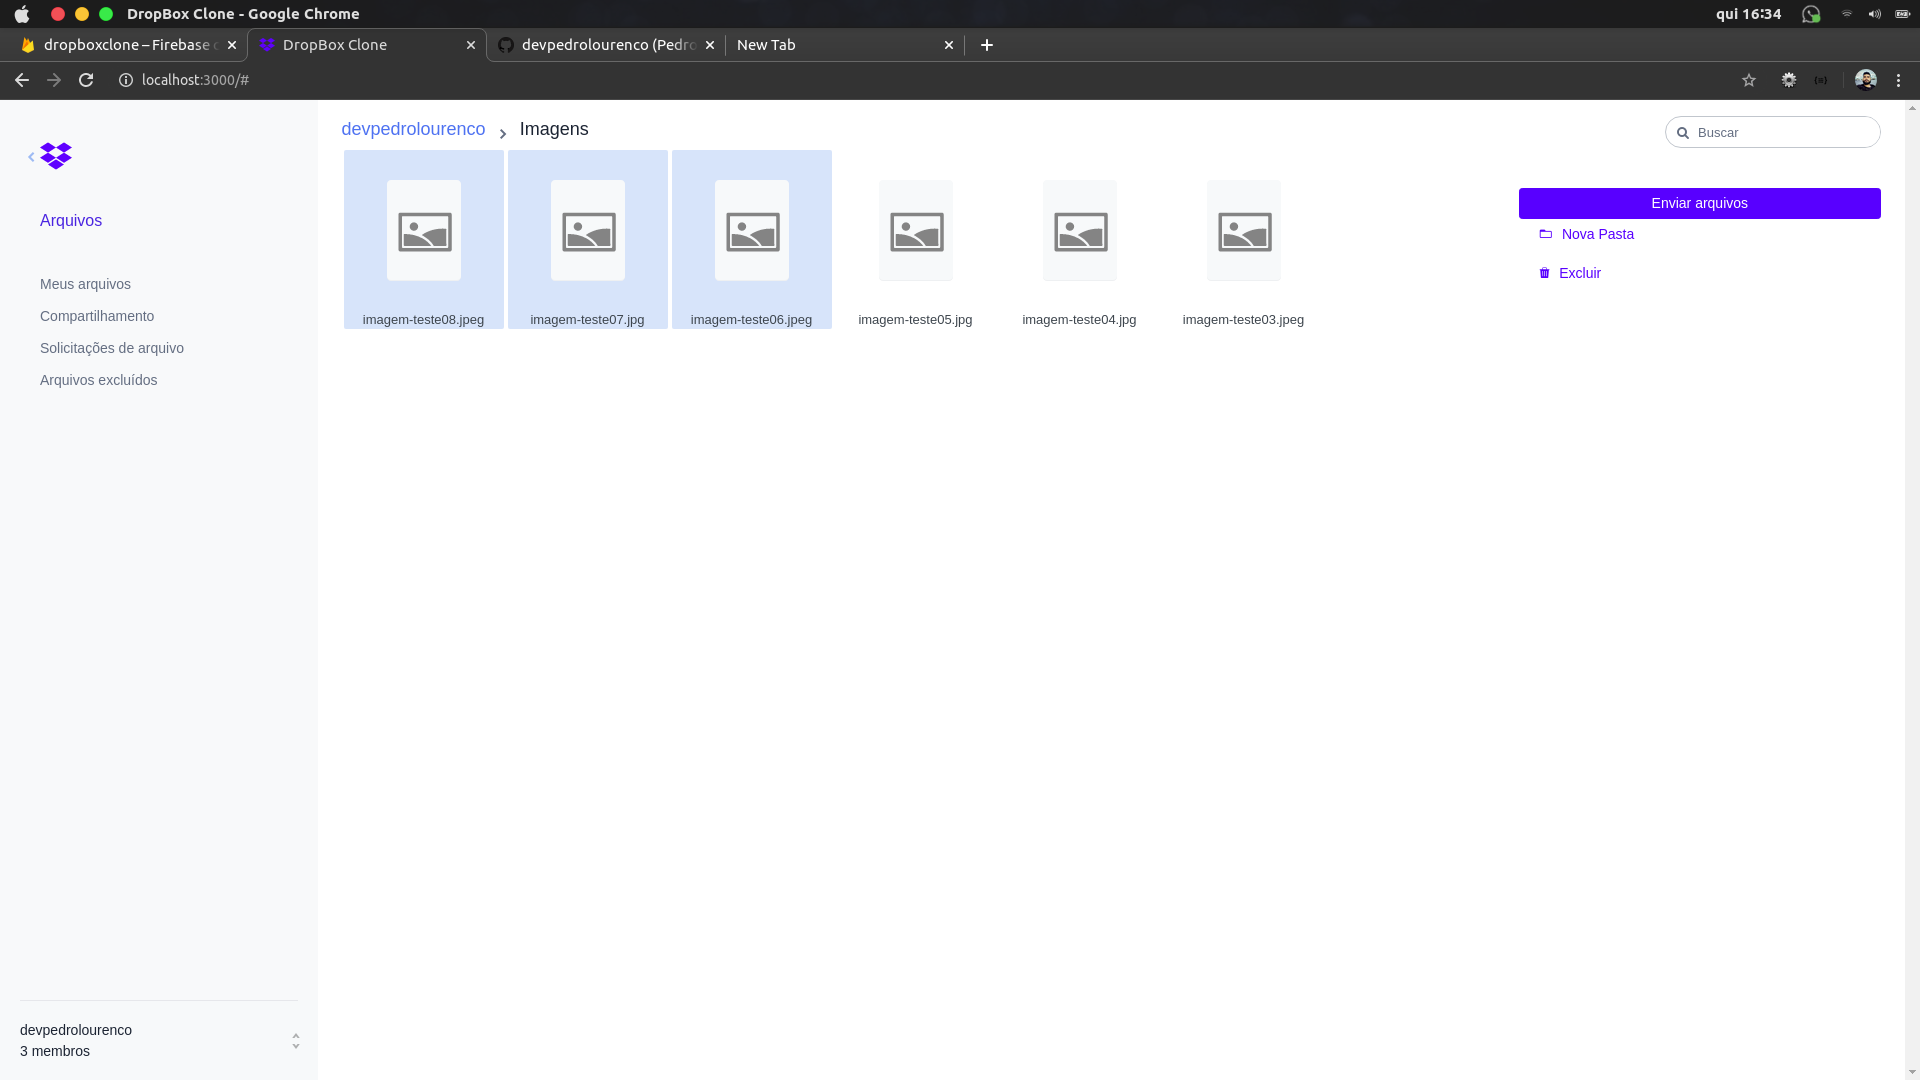 DropBox Clone - Google Chrome
qui 16:34
dropboxclone – Firebase
DropBox Clone
devpedrolourenco (Pedro
New Tab
localhost:3000/#
devpedrolourenco
Imagens
Buscar
Arquivos
Meus arquivos
Compartilhamento
Solicitações de arquivo
Arquivos excluídos
imagem-teste08.jpeg
imagem-teste07.jpg
imagem-teste06.jpeg
imagem-teste05.jpg
imagem-teste04.jpg
imagem-teste03.jpeg
Enviar arquivos
Nova Pasta
Excluir
devpedrolourenco
3 membros